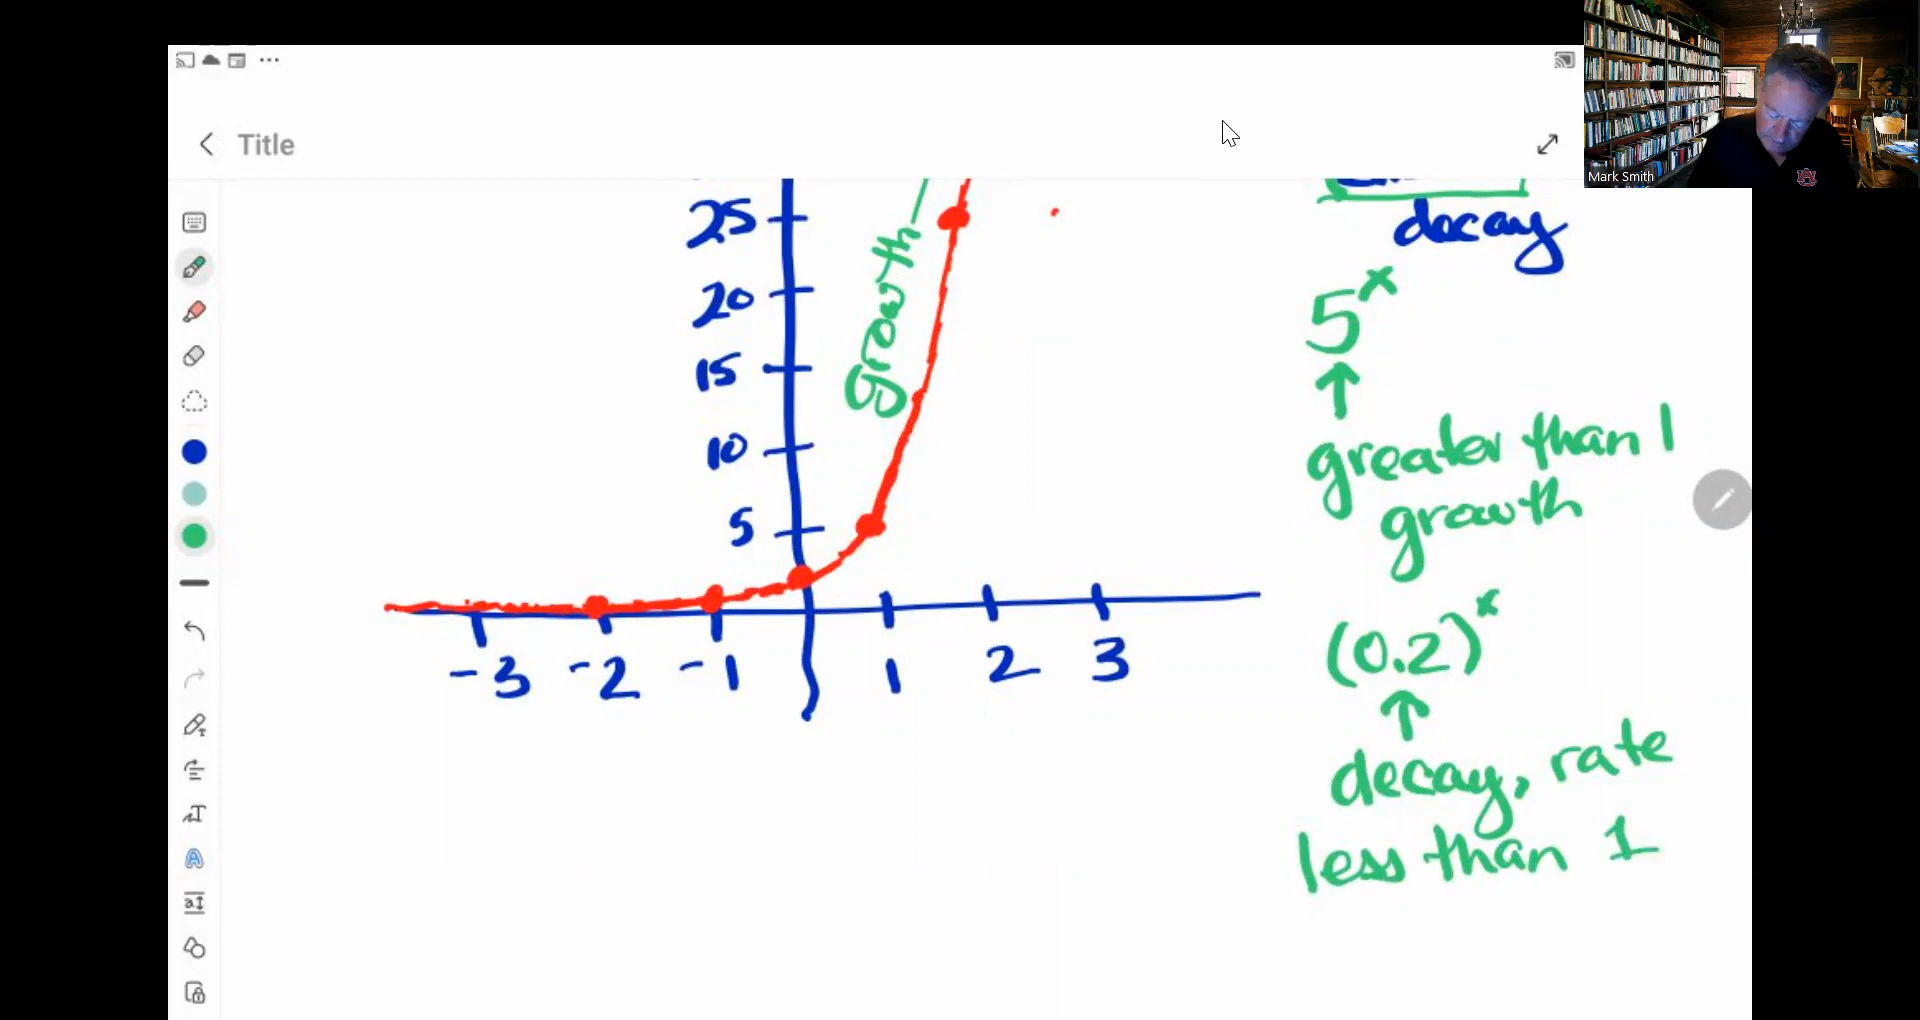 Mark Smith
Title
25
20
15
10
5
growth
-3 -2 -1 1 2 3
decay
5^x
greater than 1
growth
(0.2)^x
decay, rate
less than 1